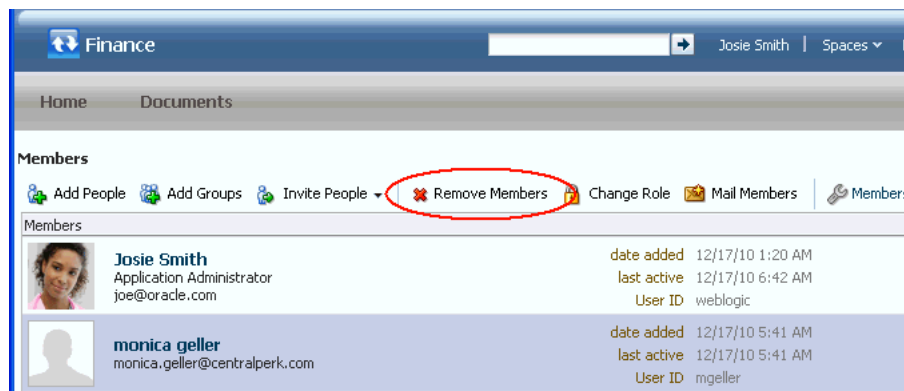 Finance
Josie Smith | Spaces
Home Documents
Members
Add People Add Groups Invite People Remove Members Change Role Mail Members Members
Members
Josie Smith date added 12/17/10 1:20 AM
Application Administrator last active 12/17/10 6:42 AM
joe@oracle.com User ID weblogic
monica geller date added 12/17/10 5:41 AM
monica.geller@centralperk.com last active 12/17/10 5:41 AM
User ID mgeller